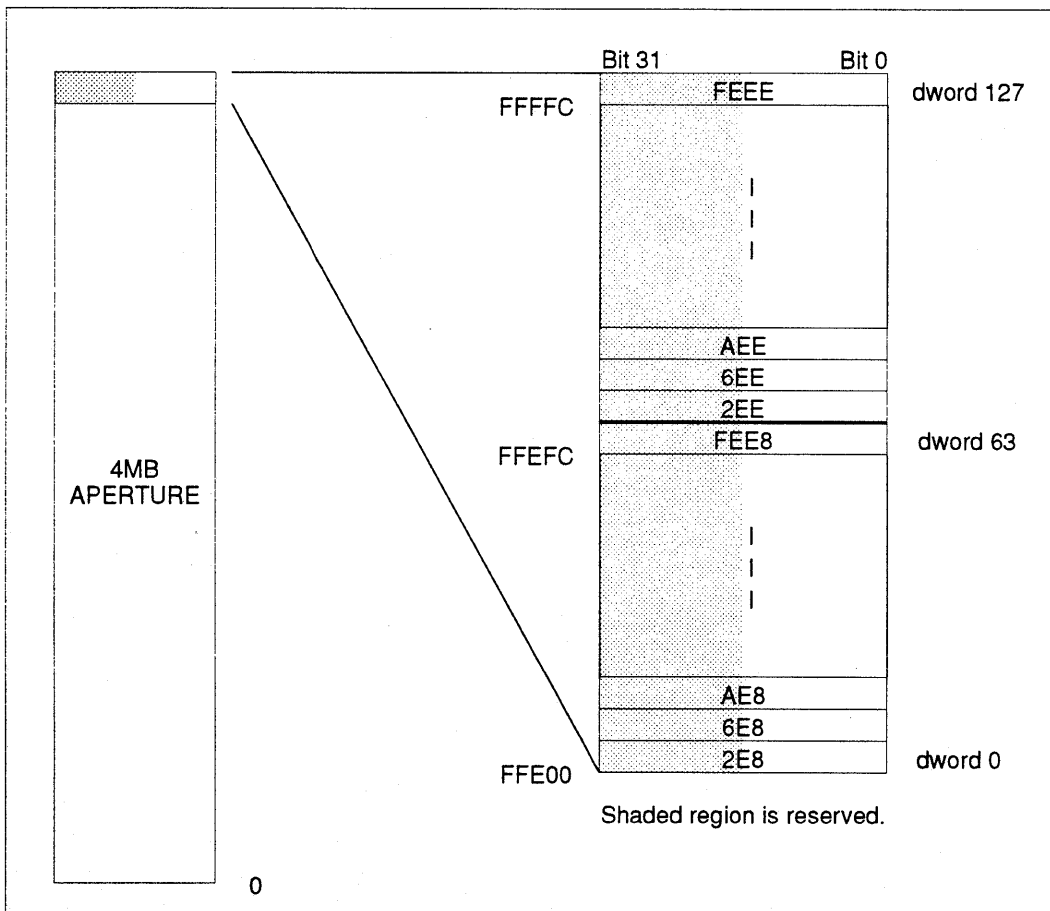 Bit 31 Bit 0
FFFFC FEEE dword 127
AEE
6EE
2EE
FFEFC FEE8 dword 63
4MB
APERTURE
AE8
6E8
FFE00 2E8 dword 0
Shaded region is reserved.
0